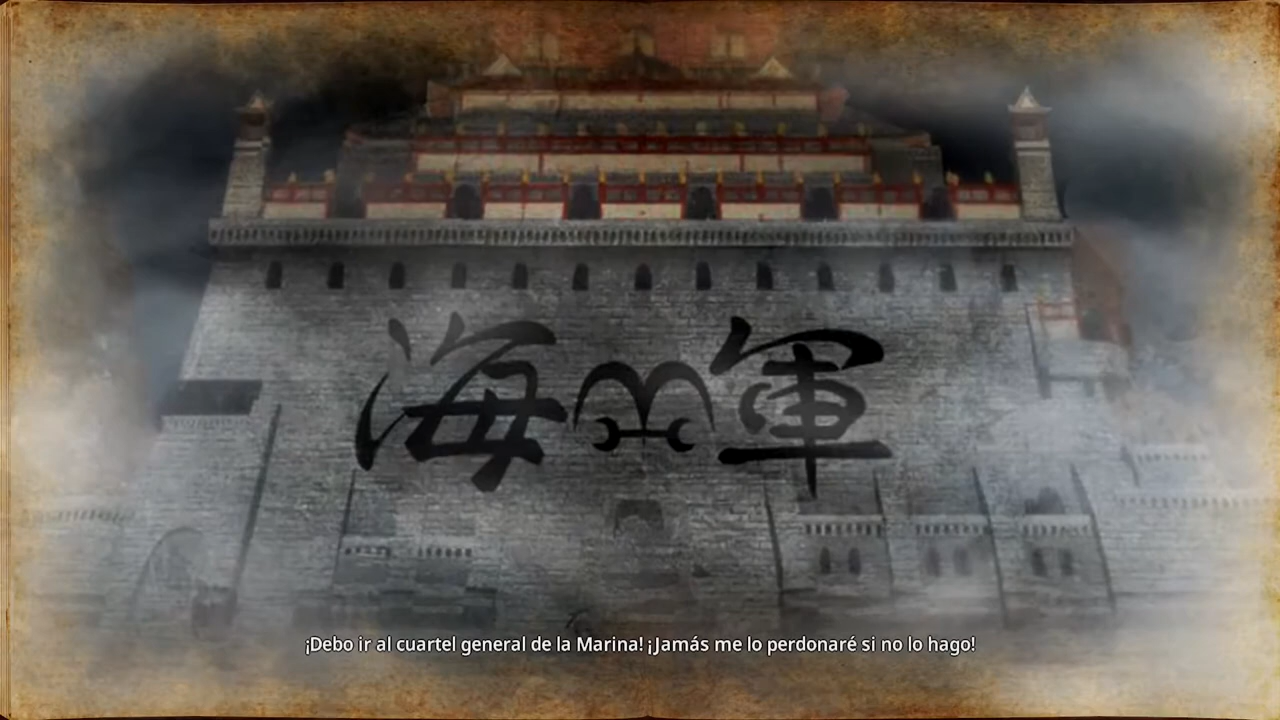 海軍
¡Debo ir al cuartel general de la Marina! ¡Jamás me lo perdonaré si no lo hago!